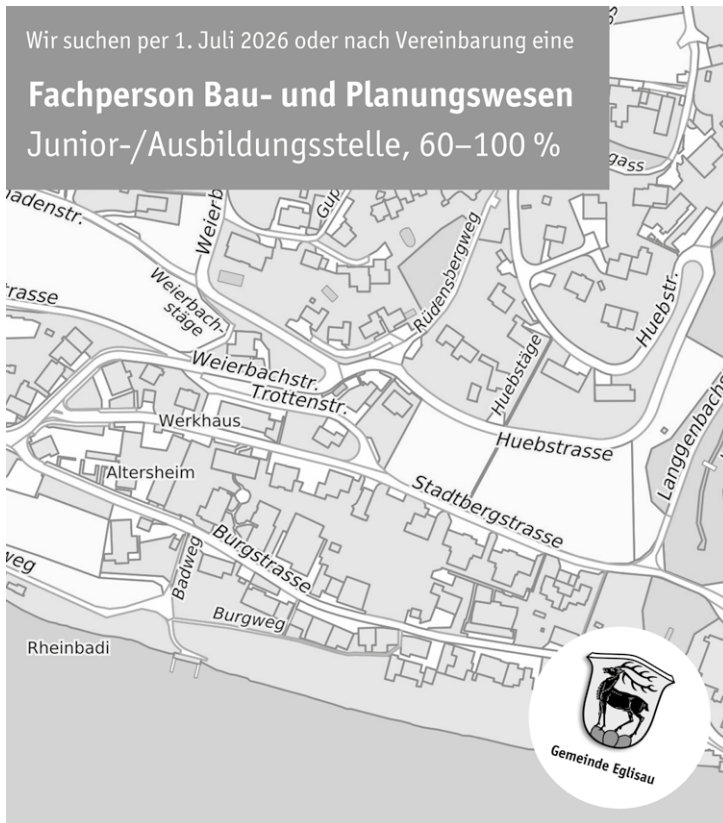 Wir suchen per 1. Juli 2026 oder nach Vereinbarung eine
Fachperson Bau- und Planungswesen
Junior-/Ausbildungsstelle, 60–100 %
gass
Weierb
Gup
adenstr.
Rüdensbergweg
Huebstr.
Weierbach-
stäge
rasse
Weierbachstr.
Trottenstr.
Huebstäge
Werkhaus
Huebstrasse
Langgenbachs
Altersheim
Stadtbergstrasse
Burgstrasse
Badweg
weg
Burgweg
Rheinbadi
Gemeinde Eglisau